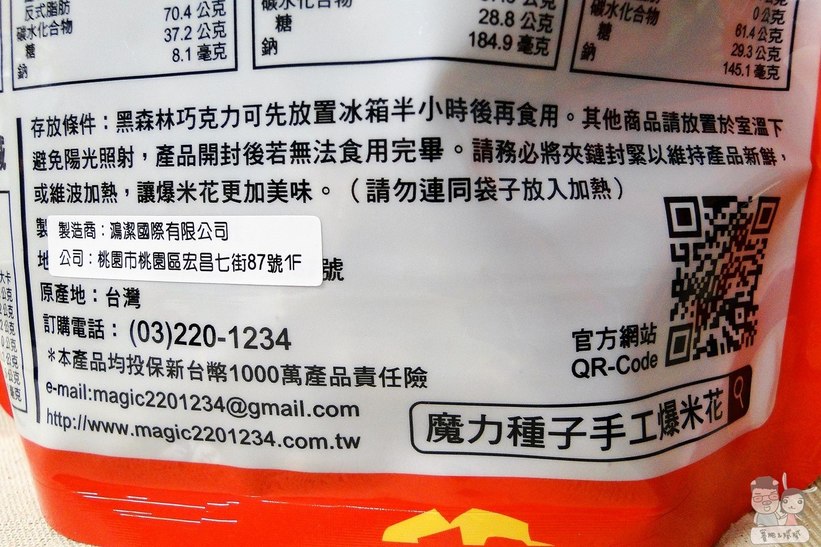 反式脂肪
碳水化合物 70.4公克
糖 37.2公克
鈉 8.1毫克
碳水化合物
糖 28.8公克
鈉 184.9毫克
0公克
碳水化合物 61.4公克
糖 29.3公克
鈉 145.1毫克
存放條件：黑森林巧克力可先放置冰箱半小時後再食用。其他商品請放置於室溫下
避免陽光照射，產品開封後若無法食用完畢。請務必將夾鏈封緊以維持產品新鮮，
或維波加熱，讓爆米花更加美味。（請勿連同袋子放入加熱）
製造商：鴻潔國際有限公司
公司：桃園市桃園區宏昌七街87號1F
號
原產地：台灣
訂購電話：(03)220-1234
＊本產品均投保新台幣1000萬產品責任險
e-mail:magic2201234@gmail.com
http://www.magic2201234.com.tw
官方網站
QR-Code
魔力種子手工爆米花